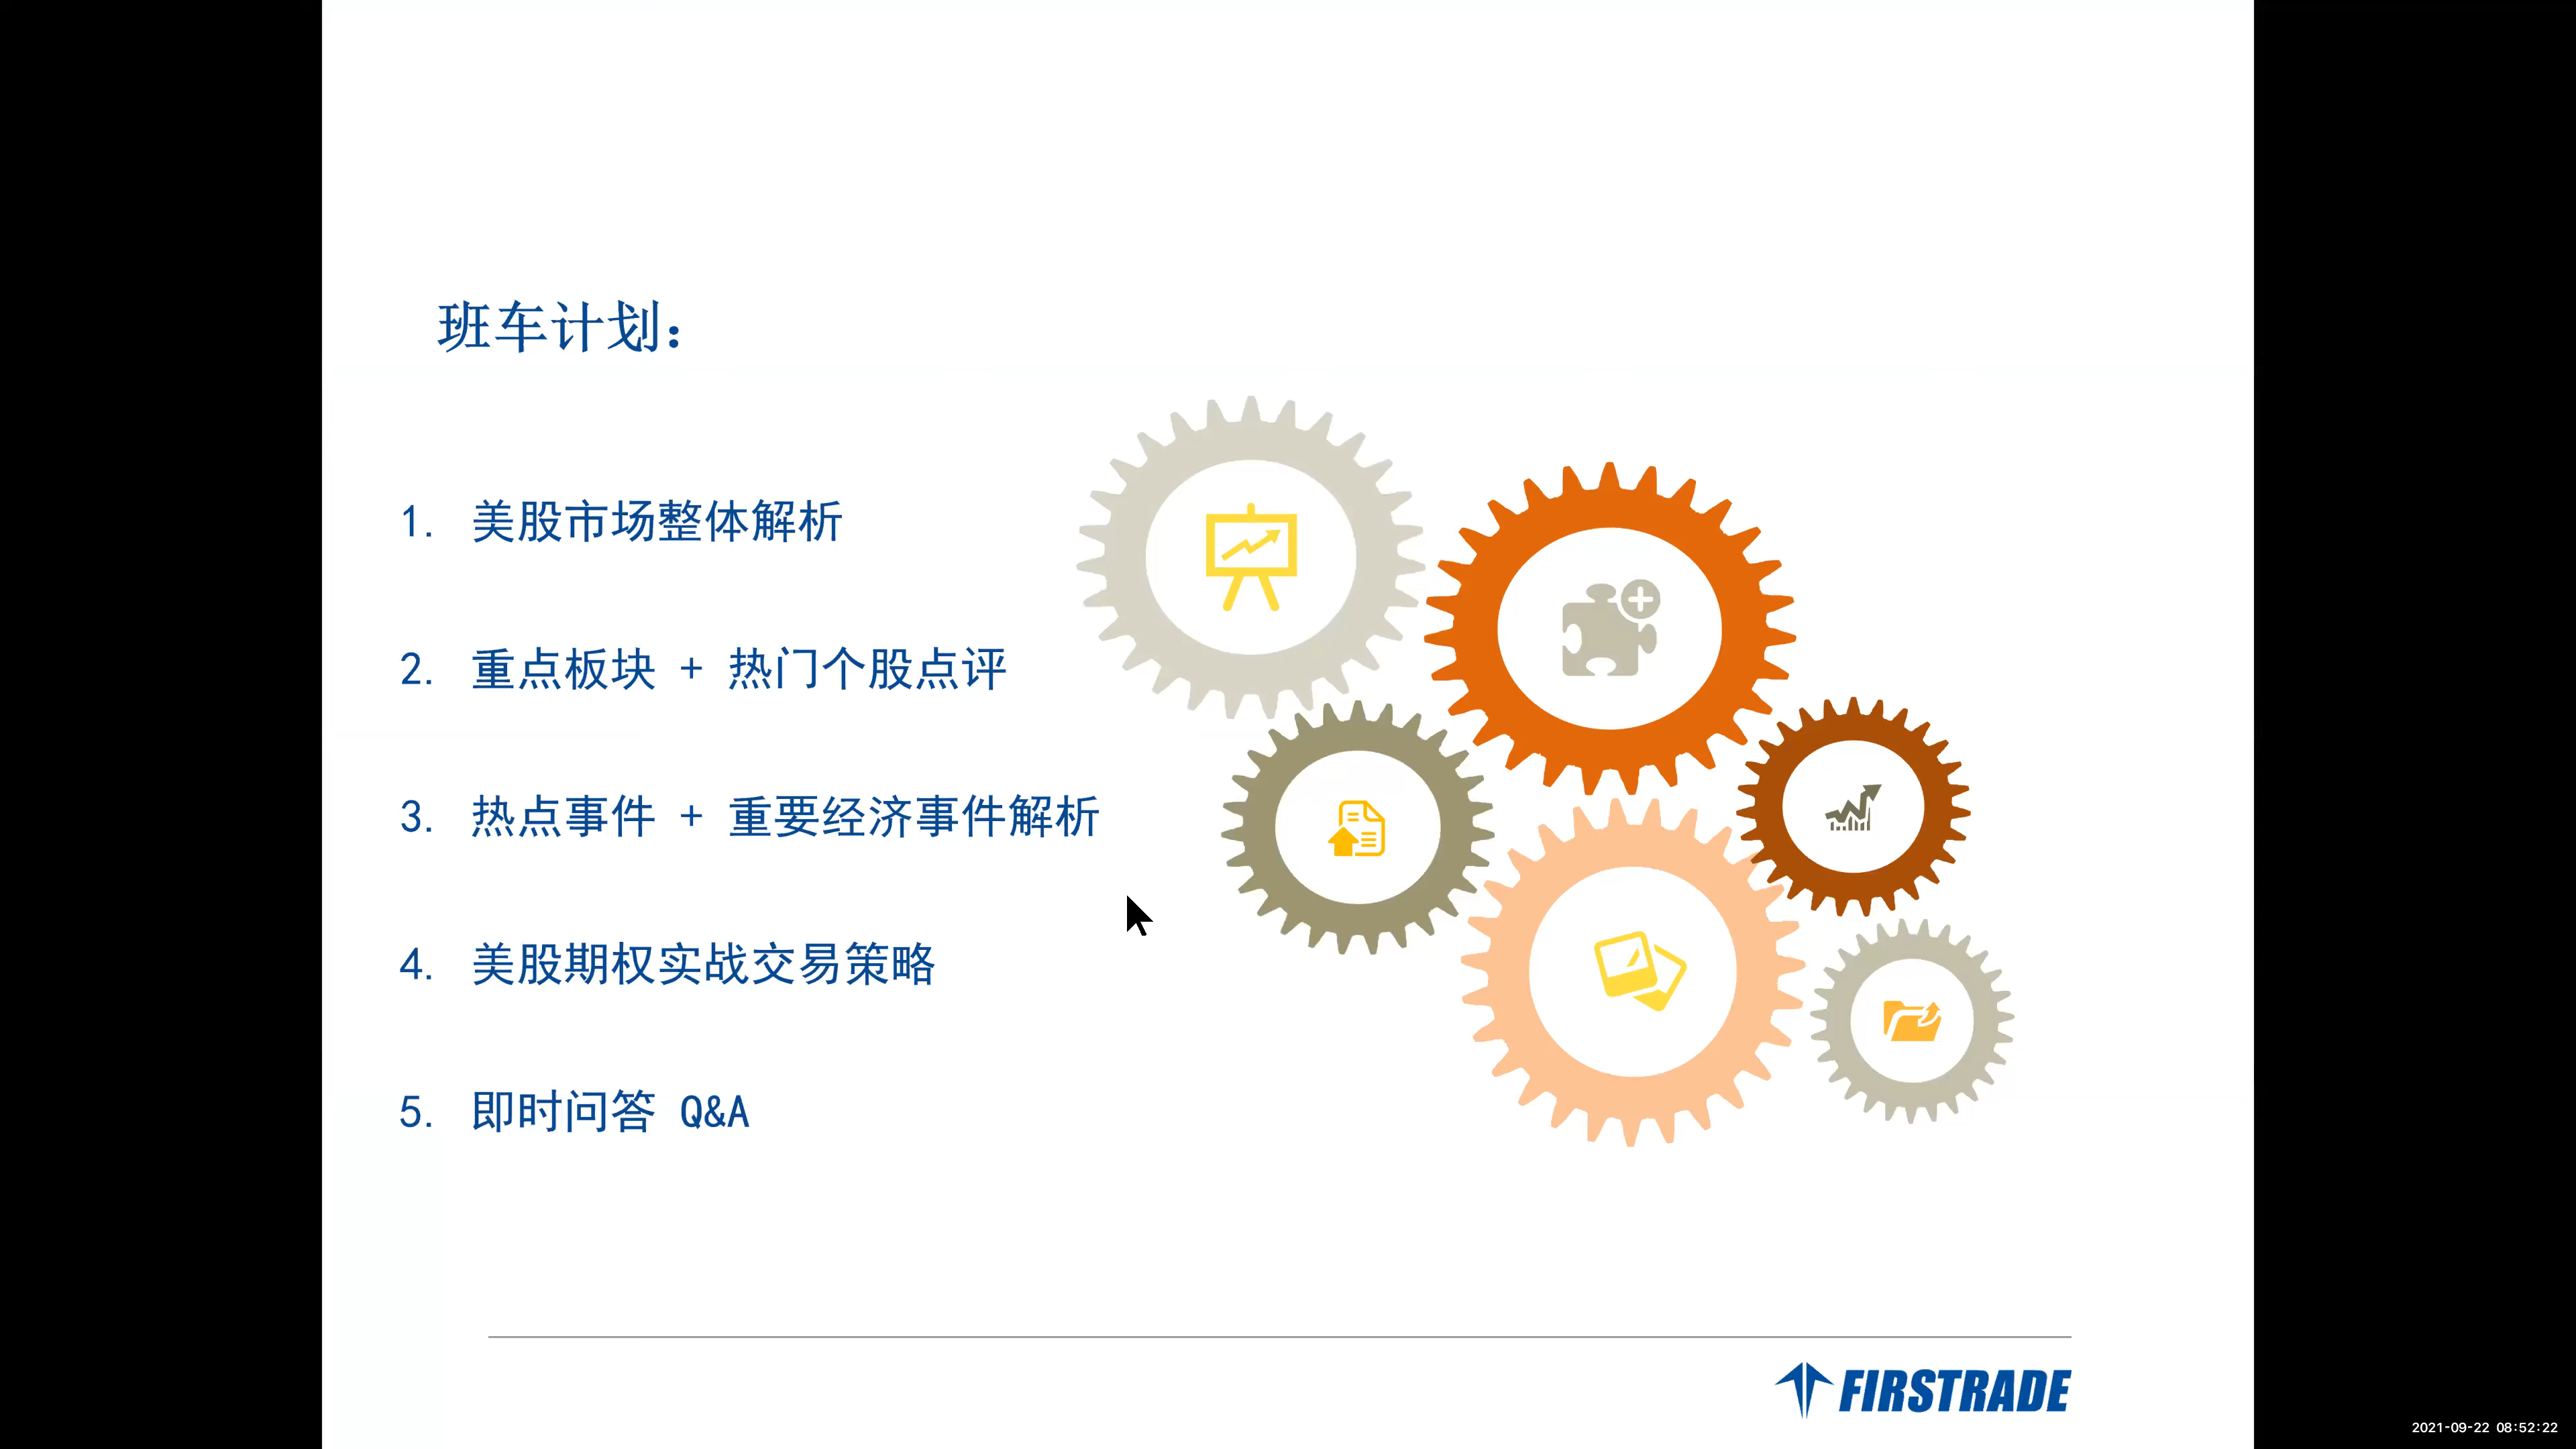 班车计划：
1. 美股市场整体解析
2. 重点板块 + 热门个股点评
3. 热点事件 + 重要经济事件解析
4. 美股期权实战交易策略
5. 即时问答 Q&A
FIRSTRADE
2021-09-22 08:52:22